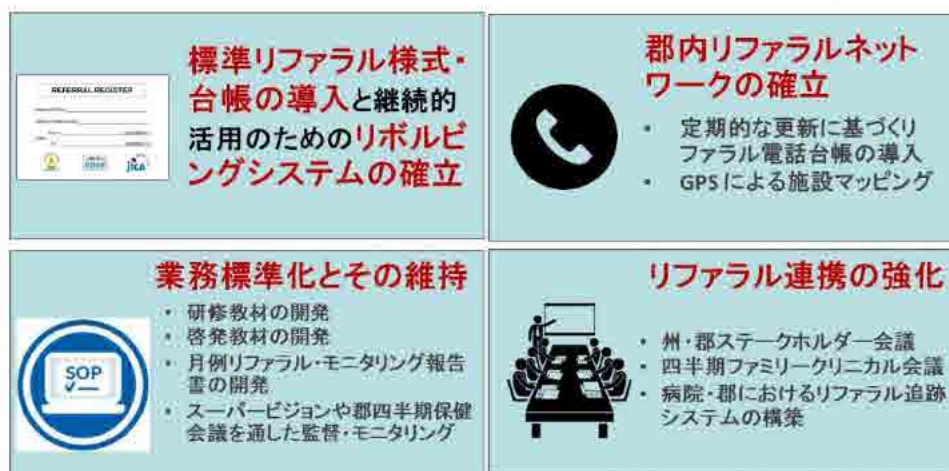 REFERRAL REGISTER
jICA
標準リファラル様式・
台帳の導入と継続的
活用のためのリボルビ
ングシステムの確立
郡内リファラルネット
ワークの確立
• 定期的な更新に基づくリ
ファラル電話台帳の導入
• GPSによる施設マッピング
業務標準化とその維持
SOP
• 研修教材の開発
• 啓発教材の開発
• 月例リファラル・モニタリング報告
書の開発
• スーパービジョンや郡四半期保健
会議を通した監督・モニタリング
リファラル連携の強化
• 州・郡ステークホルダー会議
• 四半期ファミリークリニカル会議
• 病院・郡におけるリファラル追跡
システムの構築